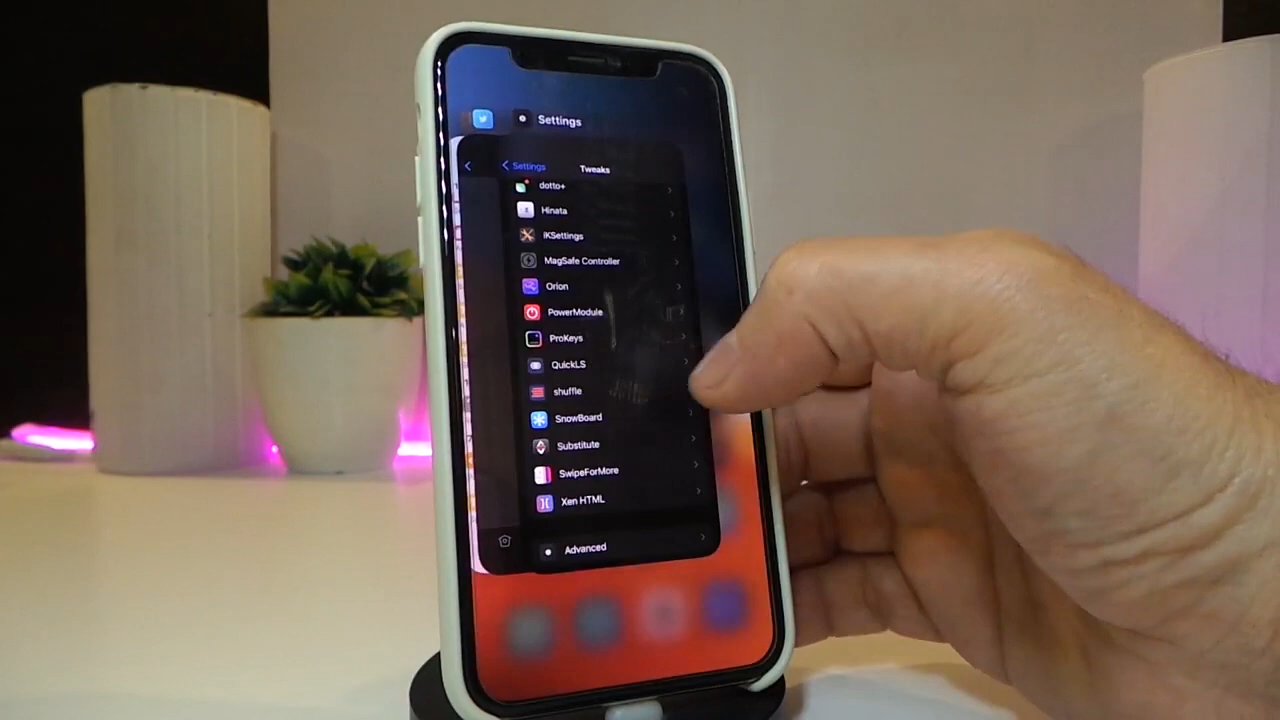 Settings
Settings
Tweaks
dotto+
Hinata
iKSettings
MagSafe Controller
Orion
PowerModule
ProKeys
QuickLS
shuffle
SnowBoard
Substitute
SwipeForMore
Xen HTML
Advanced